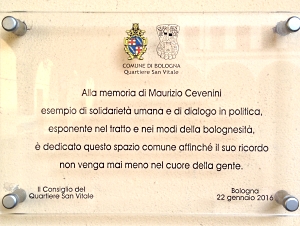 COMUNE DI BOLOGNA
Quartiere San Vitale
Alla memoria di Maurizio Cevenini
esempio di solidarietà umana e di dialogo in politica,
esponente nel tratto e nei modi della bolognesità,
è dedicato questo spazio comune affinché il suo ricordo
non venga mai meno nel cuore della gente.
Il Consiglio del
Quartiere San Vitale
Bologna
22 gennaio 2016